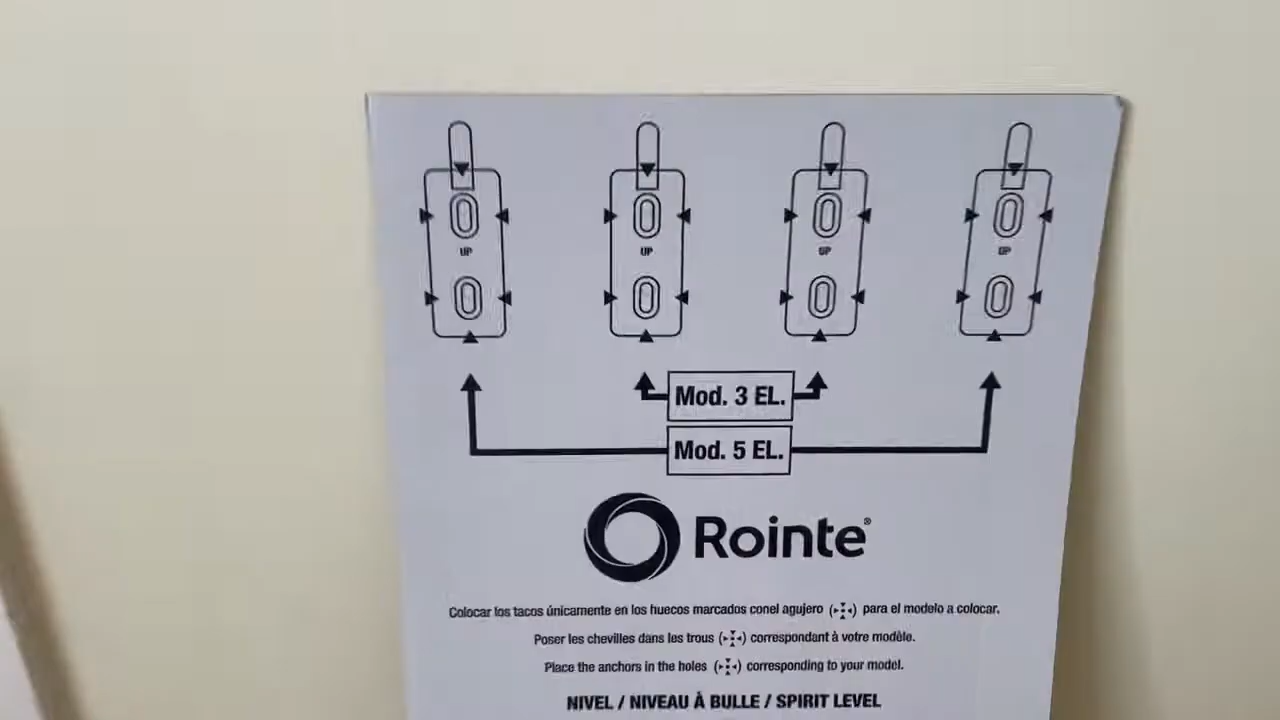 UP UP UP UP
Mod. 3 EL.
Mod. 5 EL.
Rointe®
Colocar los tacos únicamente en los huecos marcados conel agujero ( ) para el modelo a colocar.
Poser les chevilles dans les trous ( ) correspondant à votre modèle.
Place the anchors in the holes ( ) corresponding to your model.
NIVEL / NIVEAU À BULLE / SPIRIT LEVEL